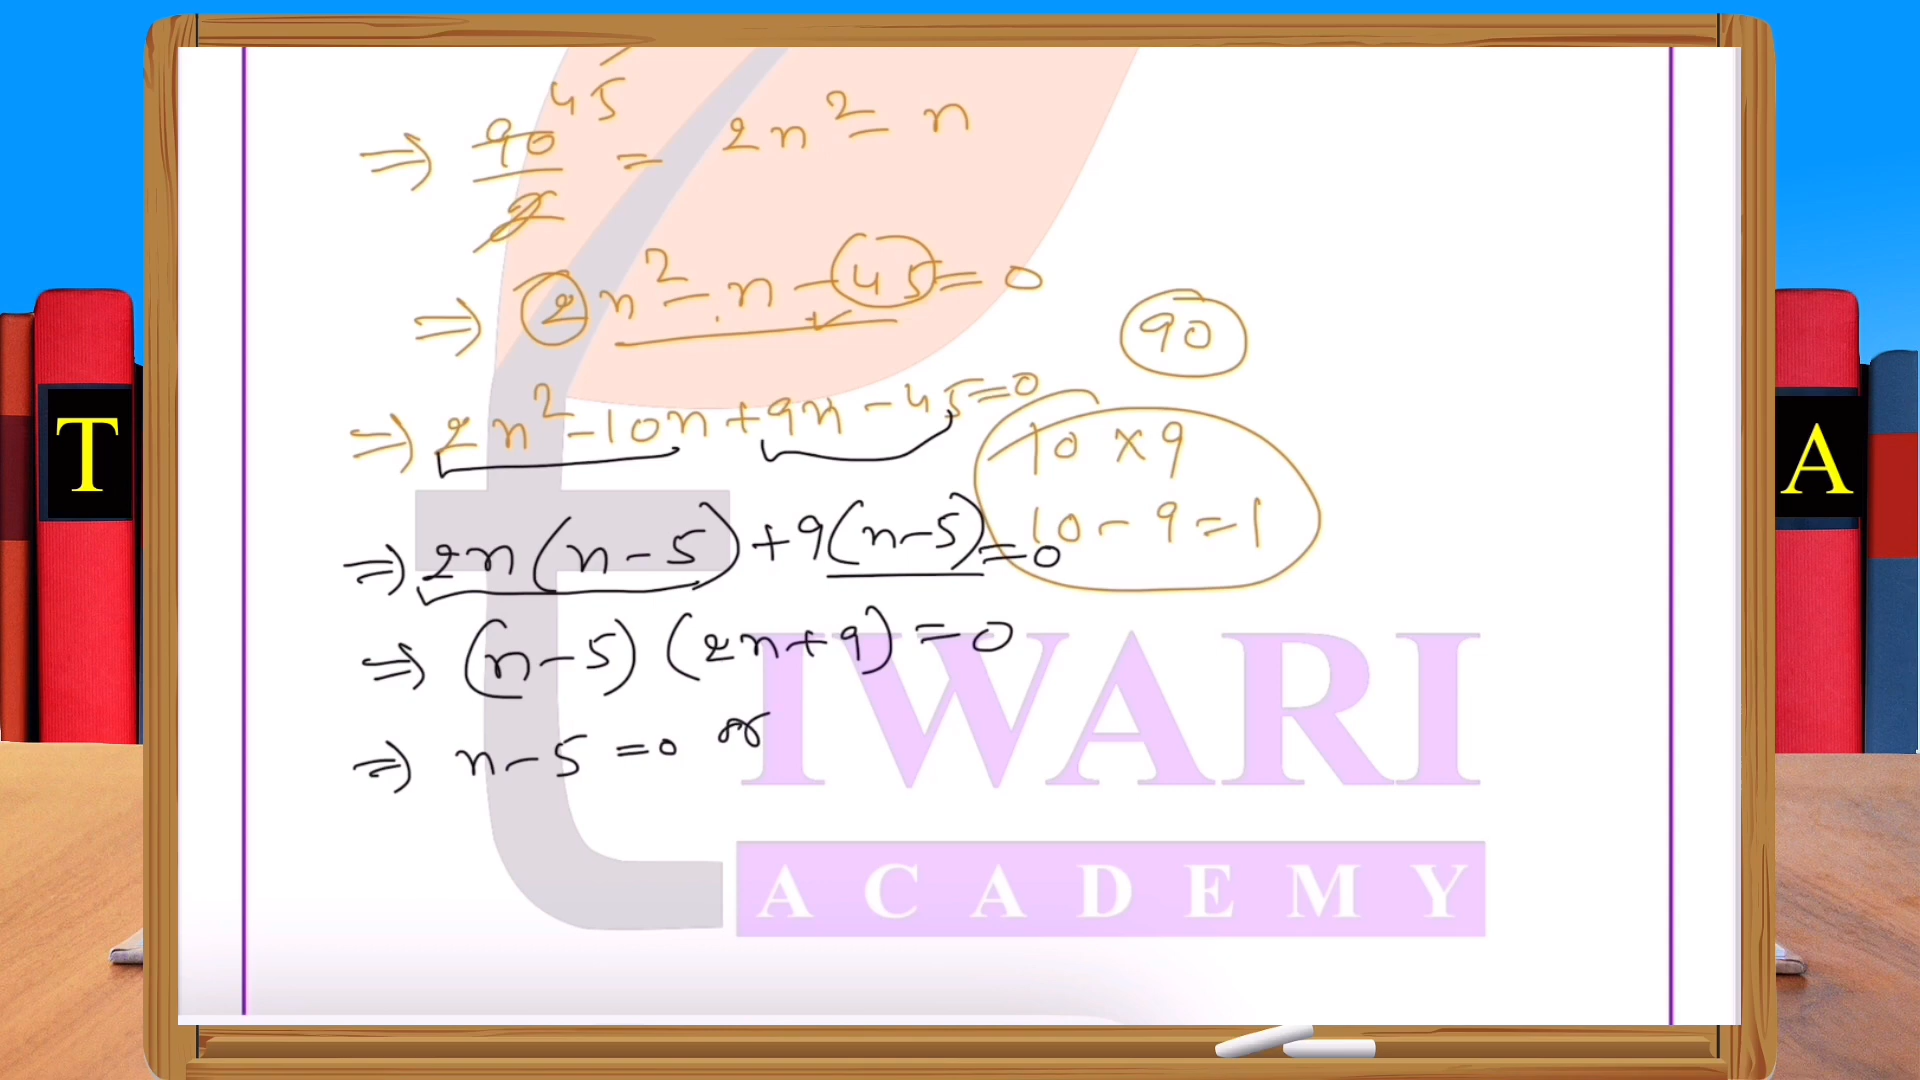 45
⇒ 90/2 = 2n² - n
⇒ 2n² - n - 45 = 0
90
⇒ 2n² - 10n + 9n - 45 = 0
10 × 9
10 - 9 = 1
⇒ 2n(n - 5) + 9(n - 5) = 0
⇒ (n - 5) (2n + 9) = 0
⇒ n - 5 = 0 or
T
A
t IWARI
ACADEMY